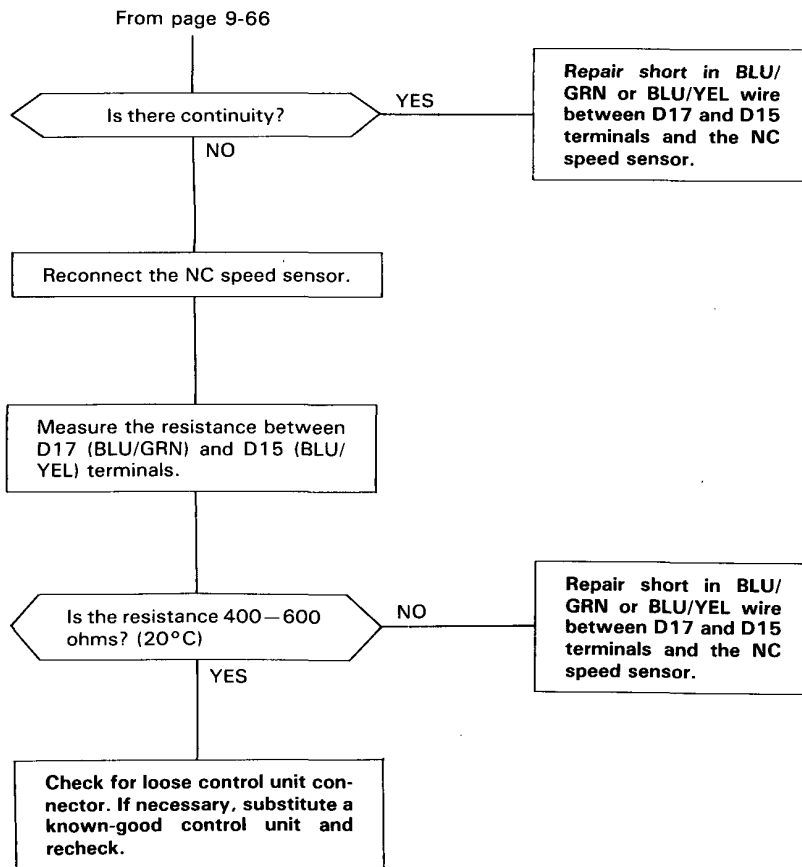 From page 9-66
Is there continuity?
YES
Repair short in BLU/
GRN or BLU/YEL wire
between D17 and D15
terminals and the NC
speed sensor.
NO
Reconnect the NC speed sensor.
Measure the resistance between
D17 (BLU/GRN) and D15 (BLU/
YEL) terminals.
Is the resistance 400—600
ohms? (20°C)
NO
Repair short in BLU/
GRN or BLU/YEL wire
between D17 and D15
terminals and the NC
speed sensor.
YES
Check for loose control unit con-
nector. If necessary, substitute a
known-good control unit and
recheck.